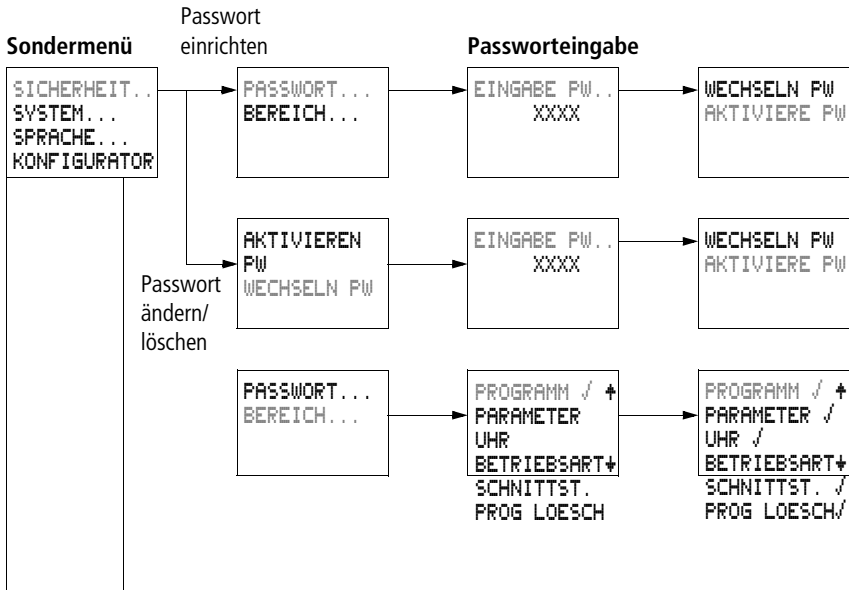 Passwort
einrichten
Sondermenü
Passworteingabe
SICHERHEIT..
SYSTEM...
SPRACHE...
KONFIGURATOR
PASSWORT...
BEREICH...
EINGABE PW..
XXXX
WECHSELN PW
AKTIVIERE PW
Passwort
ändern/
löschen
AKTIVIEREN
PW
WECHSELN PW
EINGABE PW..
XXXX
WECHSELN PW
AKTIVIERE PW
PASSWORT...
BEREICH...
PROGRAMM √ ↑
PARAMETER
UHR
BETRIEBSART↓
SCHNITTST.
PROG LOESCH
PROGRAMM √ ↑
PARAMETER √
UHR √
BETRIEBSART↓
SCHNITTST. √
PROG LOESCH√